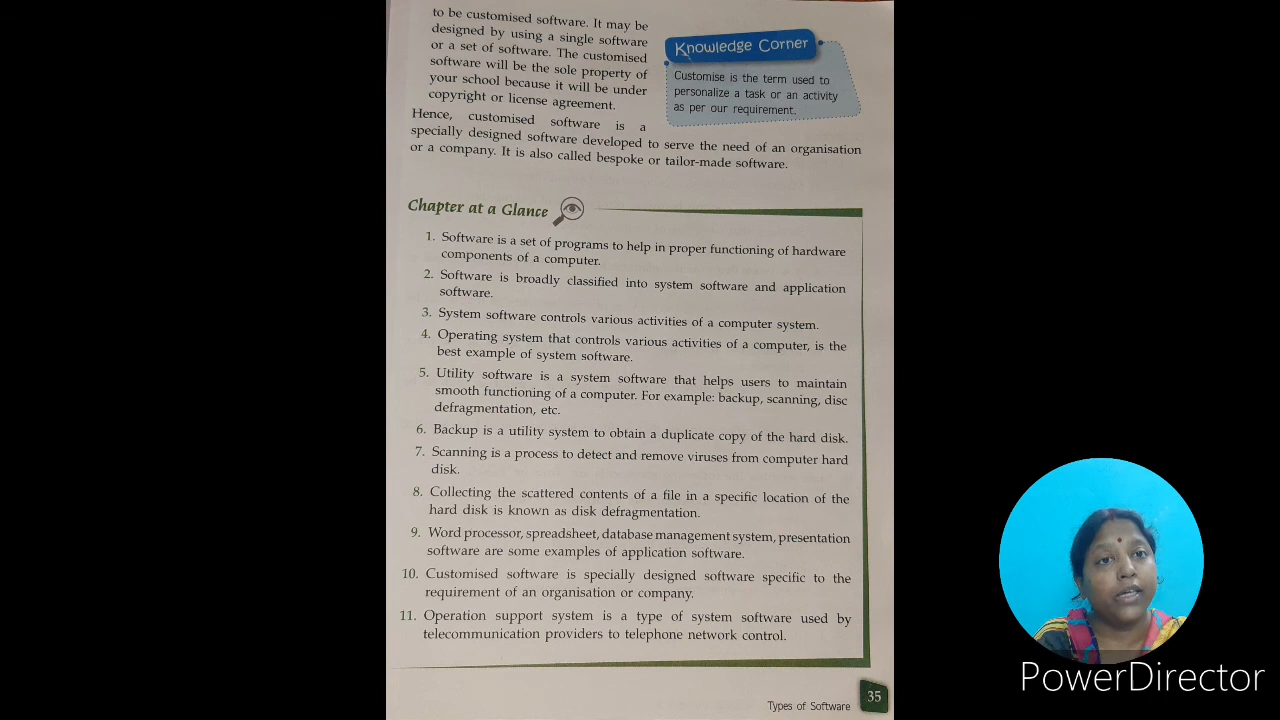 to be customised software. It may be
designed by using a single software
or a set of software. The customised
software will be the sole property of
your school because it will be under
copyright or license agreement.
Knowledge Corner
Customise is the term used to
personalize a task or an activity
as per our requirement.
Hence, customised software is a
specially designed software developed to serve the need of an organisation
or a company. It is also called bespoke or tailor-made software.
Chapter at a Glance
1. Software is a set of programs to help in proper functioning of hardware
components of a computer.
2. Software is broadly classified into system software and application
software.
3. System software controls various activities of a computer system.
4. Operating system that controls various activities of a computer, is the
best example of system software.
5. Utility software is a system software that helps users to maintain
smooth functioning of a computer. For example: backup, scanning, disc
defragmentation, etc.
6. Backup is a utility system to obtain a duplicate copy of the hard disk.
7. Scanning is a process to detect and remove viruses from computer hard
disk.
8. Collecting the scattered contents of a file in a specific location of the
hard disk is known as disk defragmentation.
9. Word processor, spreadsheet, database management system, presentation
software are some examples of application software.
10. Customised software is specially designed software specific to the
requirement of an organisation or company.
11. Operation support system is a type of system software used by
telecommunication providers to telephone network control.
Types of Software 35
PowerDirector